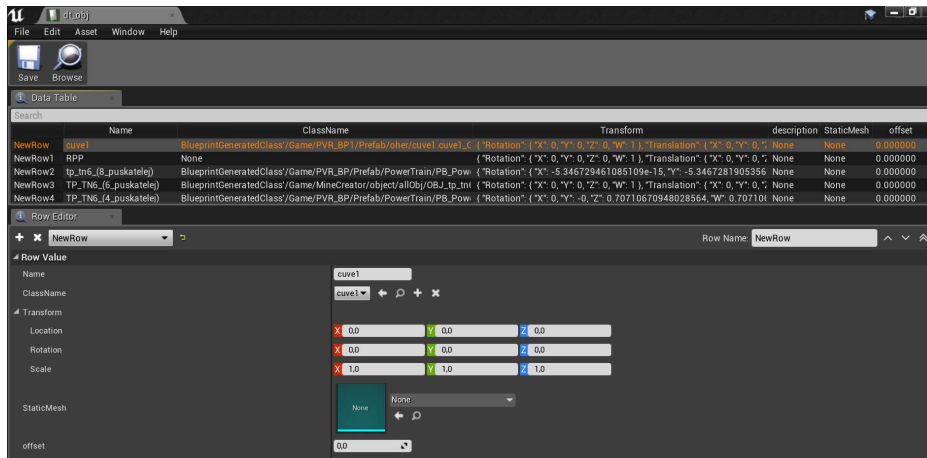 dt_obj
File Edit Asset Window Help
Save Browse
Data Table
Search
Name ClassName Transform description StaticMesh offset
NewRow cuve1 BlueprintGeneratedClass'/Game/PVR_BP1/Prefab/oher/cuve1.cuve1_C { "Rotation": { "X": 0, "Y": 0, "Z": 0, "W": 1 }, "Translation": { "X": 0, "Y": 0, "Z None None 0.000000
NewRow1 RPP None { "Rotation": { "X": 0, "Y": 0, "Z": 0, "W": 1 }, "Translation": { "X": 0, "Y": 0, "Z None None 0.000000
NewRow2 tp_tn6_(8_puskatelej) BlueprintGeneratedClass'/Game/PVR_BP/Prefab/PowerTrain/PB_Powe { "Rotation": { "X": -5.346729461085109e-15, "Y": -5.3467281905356 None None 0.000000
NewRow3 TP_TN6_(6_puskatelej) BlueprintGeneratedClass'/Game/MineCreator/object/allObj/OBJ_tp_tn6 { "Rotation": { "X": 0, "Y": 0, "Z": 0, "W": 1 }, "Translation": { "X": 0, "Y": 0, "Z None None 0.000000
NewRow4 TP_TN6_(4_puskatelej) BlueprintGeneratedClass'/Game/PVR_BP/Prefab/PowerTrain/PB_Powe { "Rotation": { "X": 0, "Y": -0, "Z": 0.70710670948028564, "W": 0.70710 None None 0.000000
Row Editor
NewRow Row Name: NewRow
Row Value
Name cuve1
ClassName cuve1
Transform
Location X 0,0 Y 0,0 Z 0,0
Rotation X 0,0 Y 0,0 Z 0,0
Scale X 1,0 Y 1,0 Z 1,0
StaticMesh None None
offset 0,0